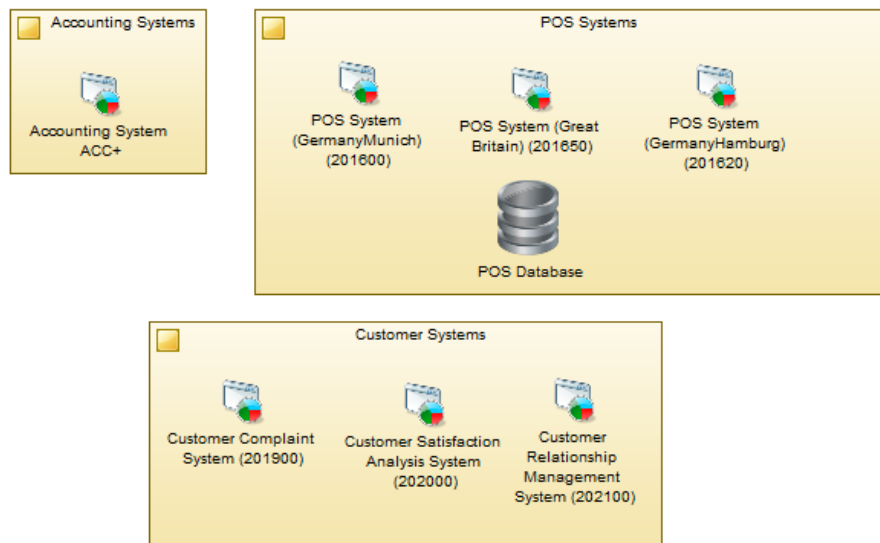 Accounting Systems
Accounting System
ACC+
POS Systems
POS System
(GermanyMunich)
(201600)
POS System (Great
Britain) (201650)
POS System
(GermanyHamburg)
(201620)
POS Database
Customer Systems
Customer Complaint
System (201900)
Customer Satisfaction
Analysis System
(202000)
Customer
Relationship
Management
System (202100)